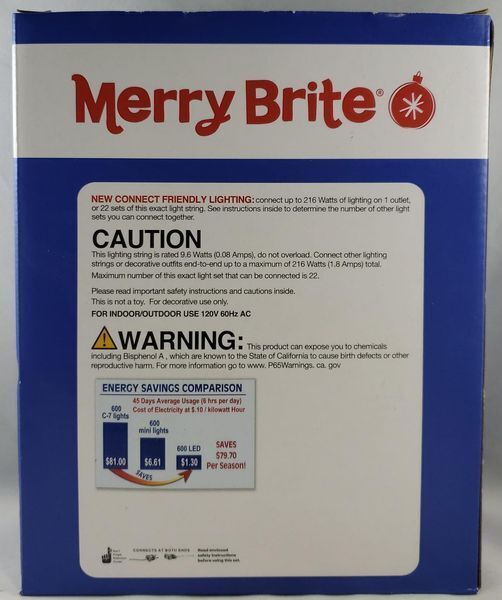 Merry Brite®
NEW CONNECT FRIENDLY LIGHTING: connect up to 216 Watts of lighting on 1 outlet,
or 22 sets of this exact light string. See instructions inside to determine the number of other light
sets you can connect together.
CAUTION
This lighting string is rated 9.6 Watts (0.08 Amps), do not overload. Connect other lighting
strings or decorative outfits end-to-end up to a maximum of 216 Watts (1.8 Amps) total.
Maximum number of this exact light set that can be connected is 22.
Please read important safety instructions and cautions inside.
This is not a toy. For decorative use only.
FOR INDOOR/OUTDOOR USE 120V 60Hz AC
WARNING: This product can expose you to chemicals
including Bisphenol A , which are known to the State of California to cause birth defects or other
reproductive harm. For more information go to www. P65Warnings. ca. gov
ENERGY SAVINGS COMPARISON
45 Days Average Usage (6 hrs per day)
Cost of Electricity at $.10 / kilowatt Hour
600
C-7 lights
600
mini lights
600 LED
$81.00
$6.61
$1.30
SAVES
SAVES
$79.70
Per Season!
CONNECTS AT BOTH ENDS
Read enclosed
safety instructions
before using this set.